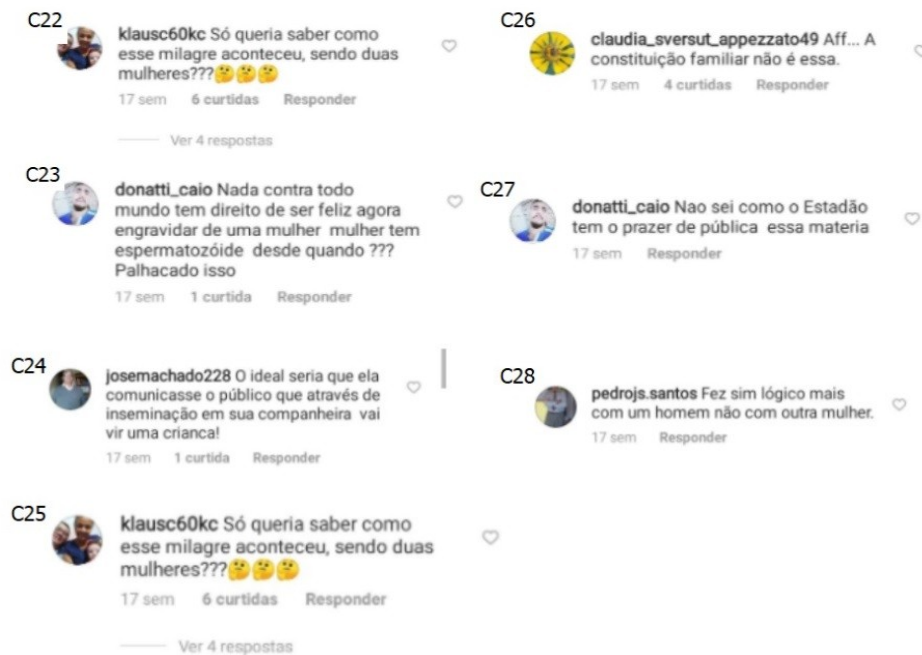 C22
klausc60kc Só queria saber como
esse milagre aconteceu, sendo duas
mulheres???🤔🤔🤔
17 sem 6 curtidas Responder
Ver 4 respostas
C23
donatti_caio Nada contra todo
mundo tem direito de ser feliz agora
engravidar de uma mulher mulher tem
espermatozóide desde quando ???
Palhacado isso
17 sem 1 curtida Responder
C24
josemachado228 O ideal seria que ela
comunicasse o público que através de
inseminação em sua companheira vai
vir uma crianca!
17 sem 1 curtida Responder
C25
klausc60kc Só queria saber como
esse milagre aconteceu, sendo duas
mulheres???🤔🤔🤔
17 sem 6 curtidas Responder
Ver 4 respostas
C26
claudia_sversut_appezzato49 Aff... A
constituição familiar não é essa.
17 sem 4 curtidas Responder
C27
donatti_caio Nao sei como o Estadão
tem o prazer de pública essa materia
17 sem Responder
C28
pedrojs.santos Fez sim lógico mais
com um homem não com outra mulher.
17 sem Responder